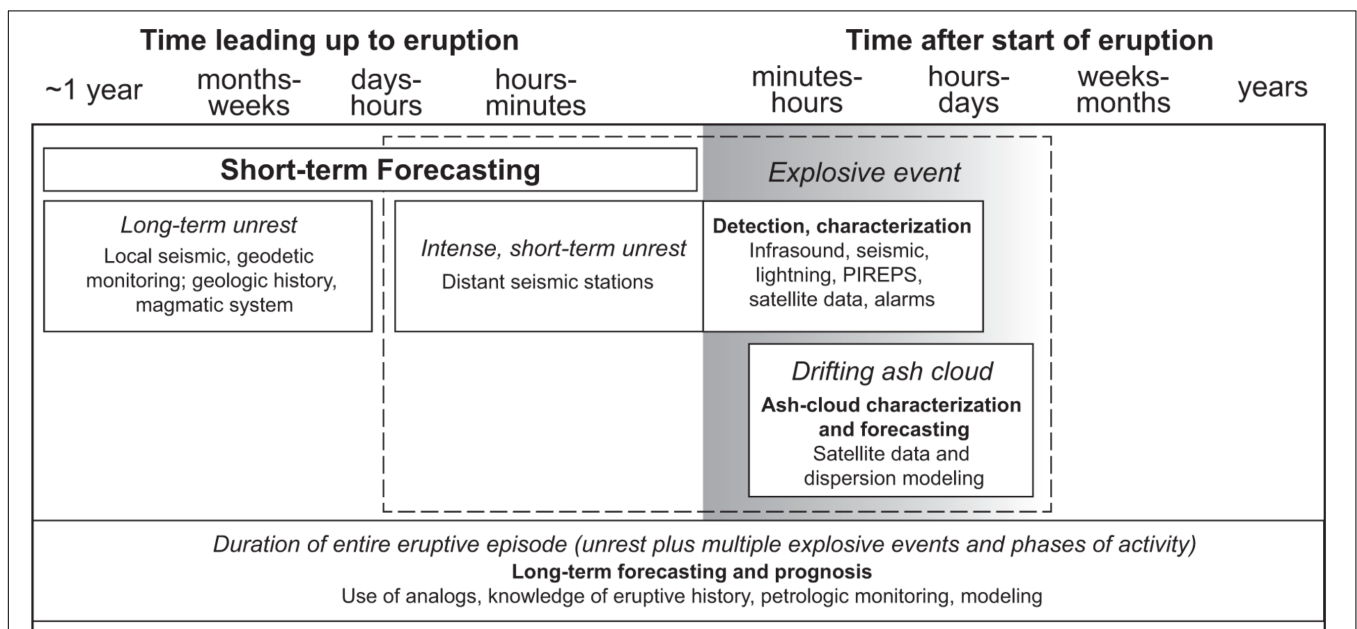 Time leading up to eruption
Time after start of eruption
~1 year
months-
weeks
days-
hours
hours-
minutes
minutes-
hours
hours-
days
weeks-
months
years
Short-term Forecasting
Explosive event
Long-term unrest
Local seismic, geodetic
monitoring; geologic history,
magmatic system
Intense, short-term unrest
Distant seismic stations
Detection, characterization
Infrasound, seismic,
lightning, PIREPS,
satellite data, alarms
Drifting ash cloud
Ash-cloud characterization
and forecasting
Satellite data and
dispersion modeling
Duration of entire eruptive episode (unrest plus multiple explosive events and phases of activity)
Long-term forecasting and prognosis
Use of analogs, knowledge of eruptive history, petrologic monitoring, modeling